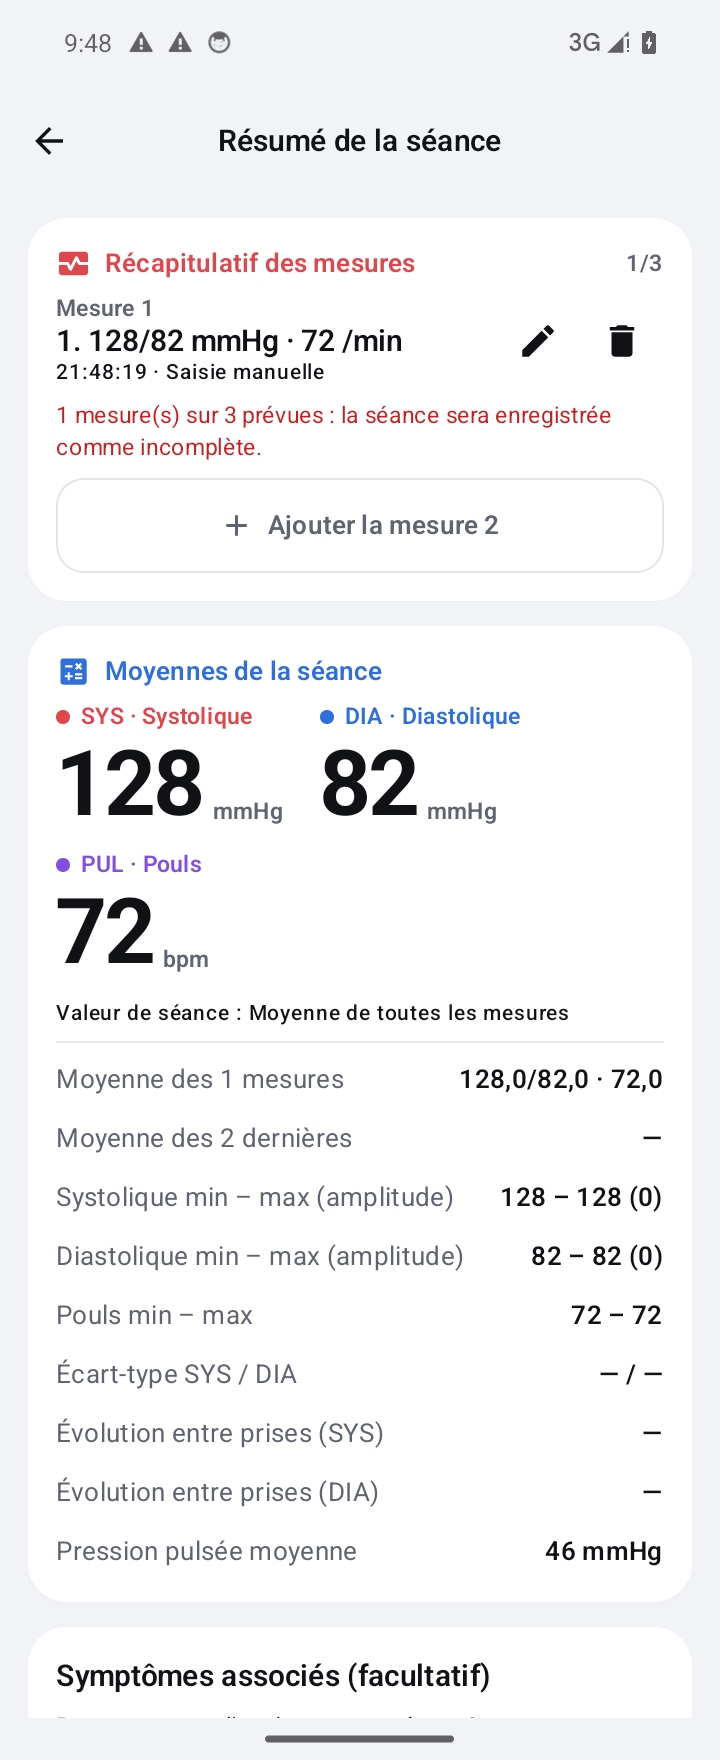 9:48
3G
Résumé de la séance
Récapitulatif des mesures 1/3
Mesure 1
1. 128/82 mmHg · 72 /min
21:48:19 · Saisie manuelle
1 mesure(s) sur 3 prévues : la séance sera enregistrée
comme incomplète.
Ajouter la mesure 2
Moyennes de la séance
SYS · Systolique DIA · Diastolique
128 mmHg 82 mmHg
PUL · Pouls
72 bpm
Valeur de séance : Moyenne de toutes les mesures
Moyenne des 1 mesures 128,0/82,0 · 72,0
Moyenne des 2 dernières –
Systolique min – max (amplitude) 128 – 128 (0)
Diastolique min – max (amplitude) 82 – 82 (0)
Pouls min – max 72 – 72
Écart-type SYS / DIA – / –
Évolution entre prises (SYS) –
Évolution entre prises (DIA) –
Pression pulsée moyenne 46 mmHg
Symptômes associés (facultatif)